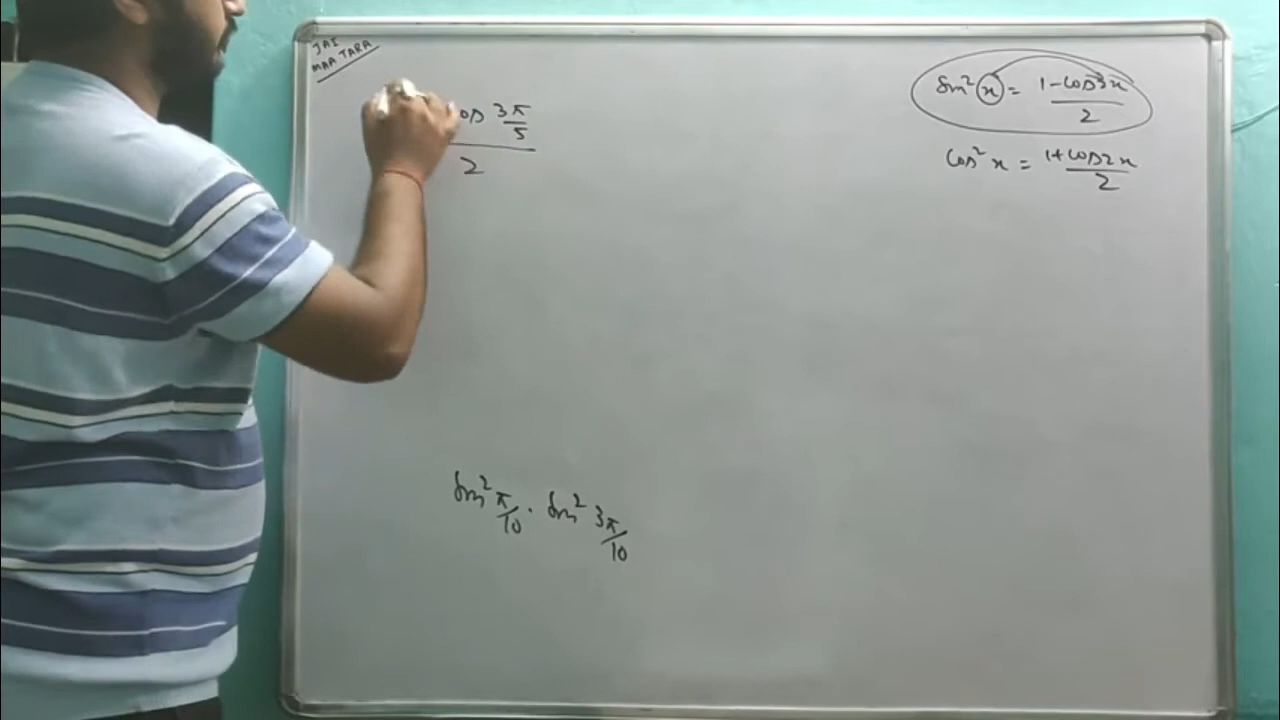 JAI
MAA TARA
os 3π/5
2
sin² x = 1-cos2x / 2
cos² x = 1+cos2x / 2
sin² π/10 · sin² 3π/10